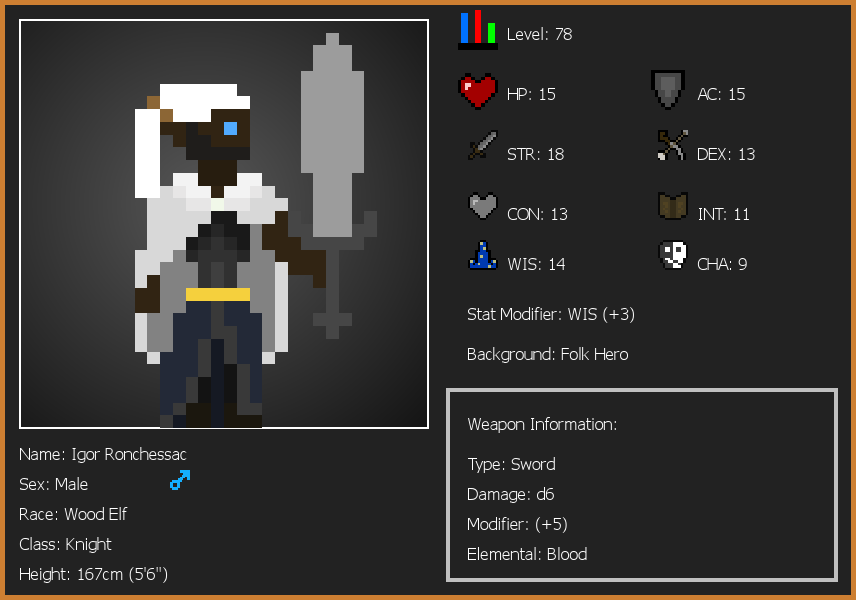 Level: 78
HP: 15
AC: 15
STR: 18
DEX: 13
CON: 13
INT: 11
WIS: 14
CHA: 9
Stat Modifier: WIS (+3)
Background: Folk Hero
Weapon Information:
Type: Sword
Damage: d6
Modifier: (+5)
Elemental: Blood
Name: Igor Ronchessac
Sex: Male
Race: Wood Elf
Class: Knight
Height: 167cm (5'6")